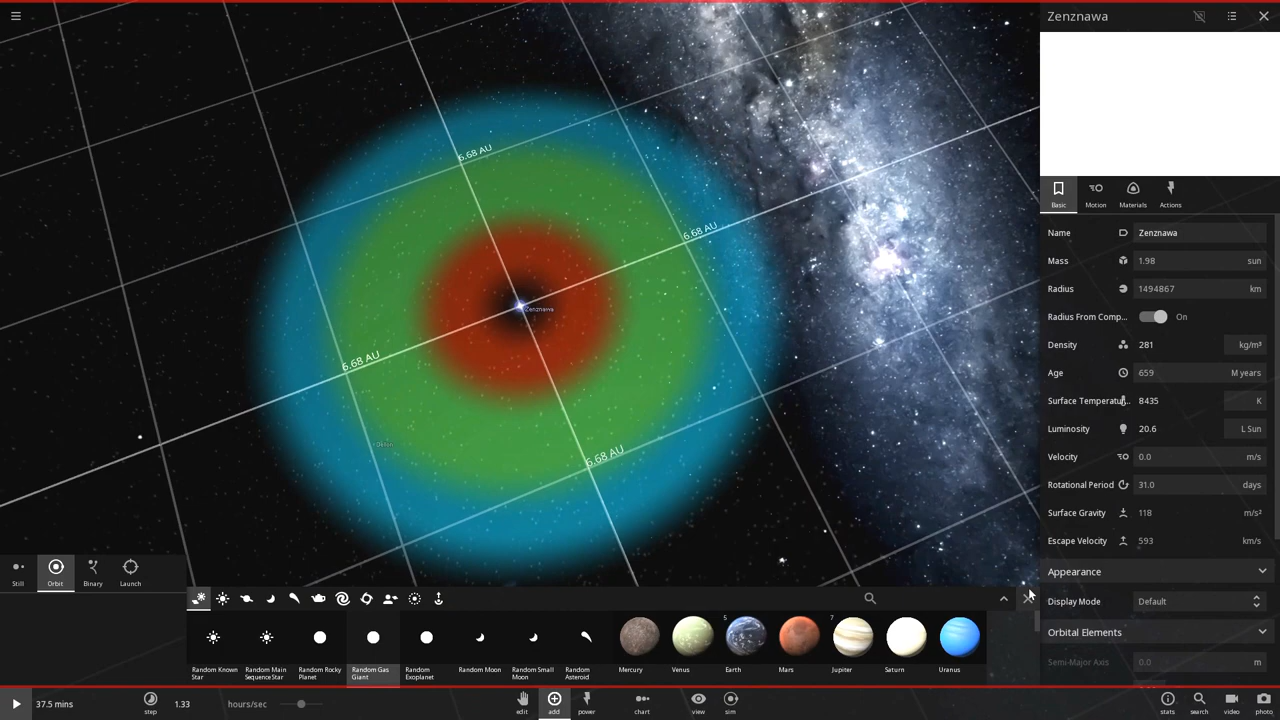 Zenznawa
6.68 AU
6.68 AU
6.68 AU
6.68 AU
Zenznawa
Basic
Motion
Materials
Actions
Name
Zenznawa
Mass
1.98
sun
Radius
1494867
km
Radius From Comp...
On
Density
281
kg/m³
Age
659
M years
Surface Temperatu...
8435
K
Luminosity
20.6
L Sun
Velocity
0.0
m/s
Rotational Period
31.0
days
Surface Gravity
118
m/s²
Escape Velocity
593
km/s
Appearance
Display Mode
Default
Orbital Elements
Semi-Major Axis
0.0
m
Still
Orbit
Binary
Launch
Random Known
Star
Random Main
Sequence Star
Random Rocky
Planet
Random Gas
Giant
Random
Exoplanet
Random Moon
Random Small
Moon
Random
Asteroid
Mercury
Venus
5
Earth
Mars
7
Jupiter
Saturn
Uranus
37.5 mins
step
1.33
hours/sec
edit
add
power
chart
view
sim
stats
search
video
photo